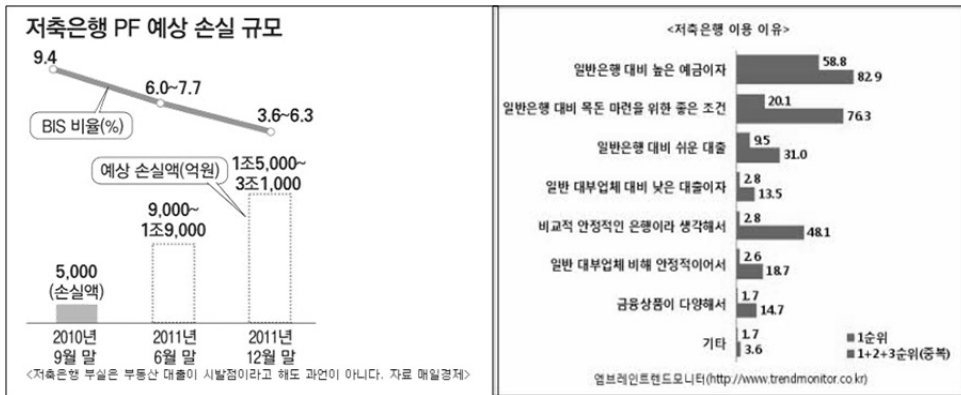 저축은행 PF 예상 손실 규모
9.4
6.0~7.7
3.6~6.3
BIS 비율(%)
예상 손실액(억원)
1조5,000~
3조1,000
9,000~
1조9,000
5,000
(손실액)
2010년
9월 말
2011년
6월 말
2011
12월 말
<저축은행 부실은 부동산 대출이 시발점이라고 해도 과언이 아니다. 자료 매일경제>
<저축은행 이용 이유>
일반은행 대비 높은 예금이자
58.8
82.9
일반은행 대비 목돈 마련을 위한 좋은 조건
20.1
76.3
일반은행 대비 쉬운 대출
9.5
31.0
일반 대부업체 대비 낮은 대출이자
2.8
13.5
비교적 안정적인 은행이라 생각해서
2.8
48.1
일반 대부업체 비해 안정적이어서
2.6
18.7
금융상품이 다양해서
1.7
14.7
기타
1.7
3.6
1순위
1+2+3순위(중복)
엠브레인트렌드모니터(http://www.trendmonitor.co.kr)